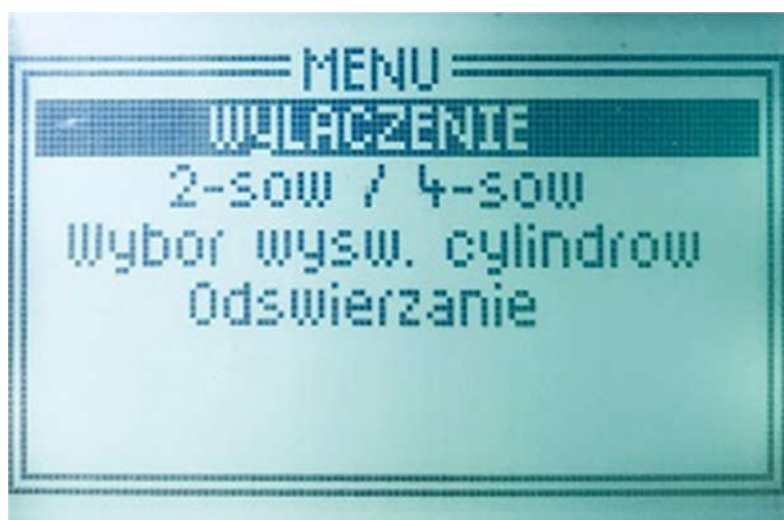 MENU
WYLACZENIE
2-sow / 4-sow
Wybor wysw. cylindrow
Odswierzanie